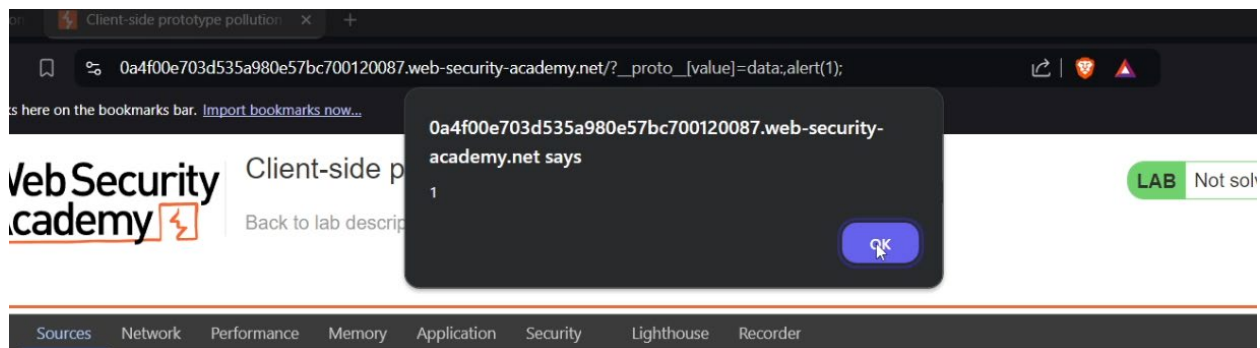 Client-side prototype pollution
0a4f00e703d535a980e57bc700120087.web-security-academy.net/?__proto__[value]=data:,alert(1);
s here on the bookmarks bar. Import bookmarks now...
0a4f00e703d535a980e57bc700120087.web-security-
academy.net says
1
OK
Web Security
Academy
Client-side p
Back to lab descrip
LAB Not solv
Sources Network Performance Memory Application Security Lighthouse Recorder